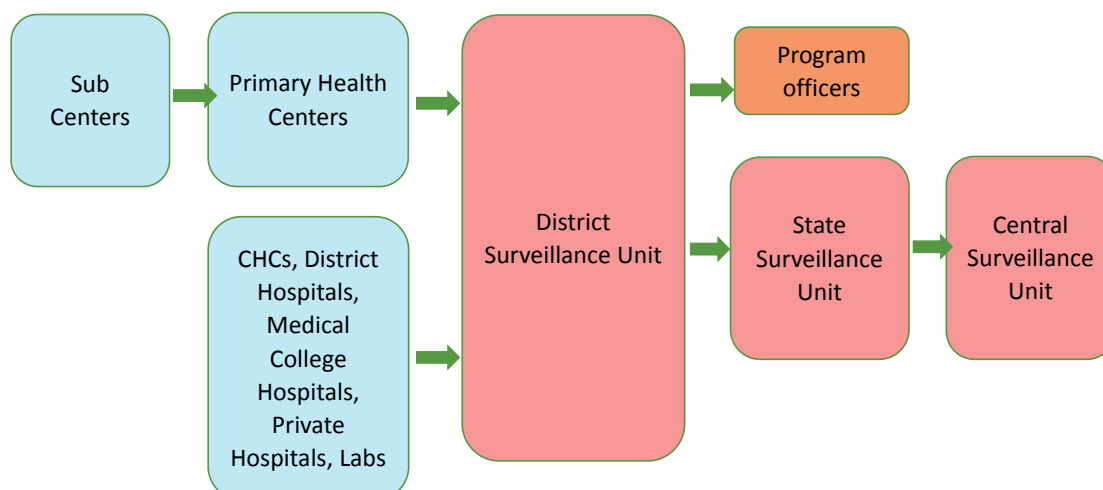 Sub
Centers
Primary Health
Centers
CHCs, District
Hospitals,
Medical
College
Hospitals,
Private
Hospitals, Labs
District
Surveillance Unit
Program
officers
State
Surveillance
Unit
Central
Surveillance
Unit